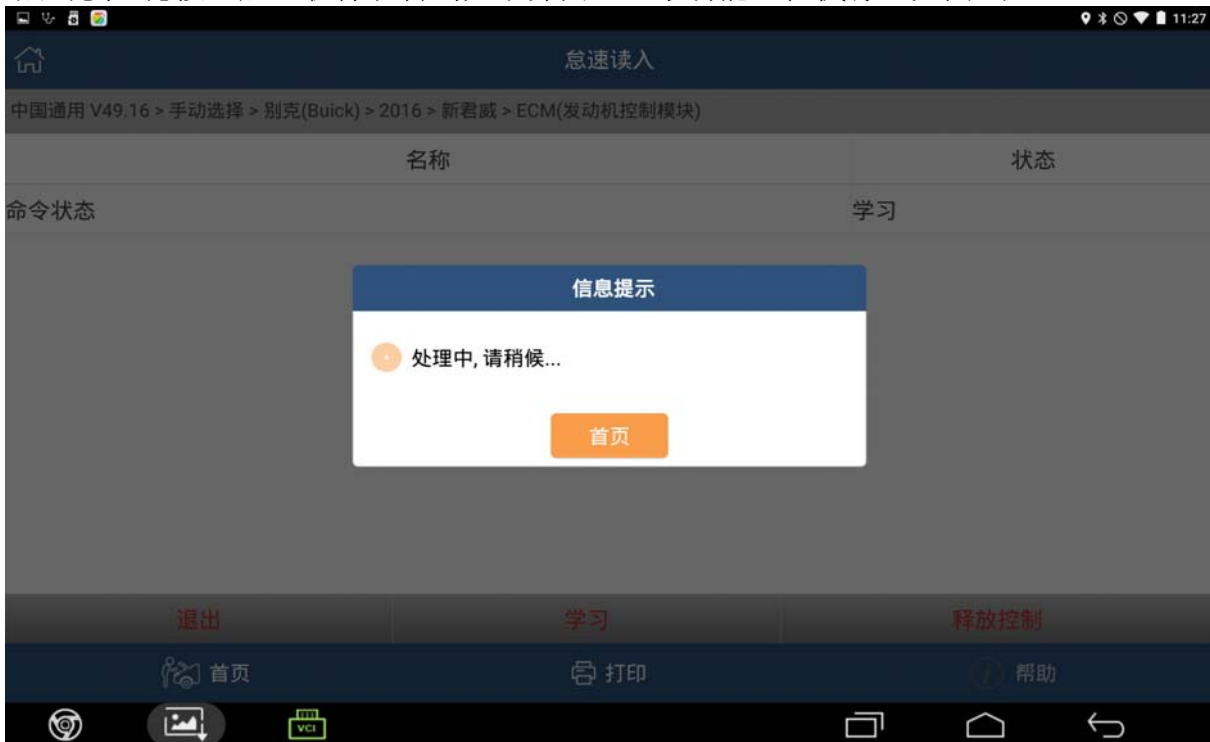 11:27
怠速读入
中国通用 V49.16 > 手动选择 > 别克(Buick) > 2016 > 新君威 > ECM(发动机控制模块)
名称 状态
命令状态 学习
信息提示
处理中, 请稍候...
首页
退出 学习 释放控制
首页 打印 帮助
VCI